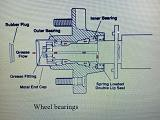 Rubber Plug
Inner Bearing
Outer Bearing
Grease
Flow
Grease Fitting
Metal End Cap
Spring Loaded
Double Lip Seal
Wheel bearings